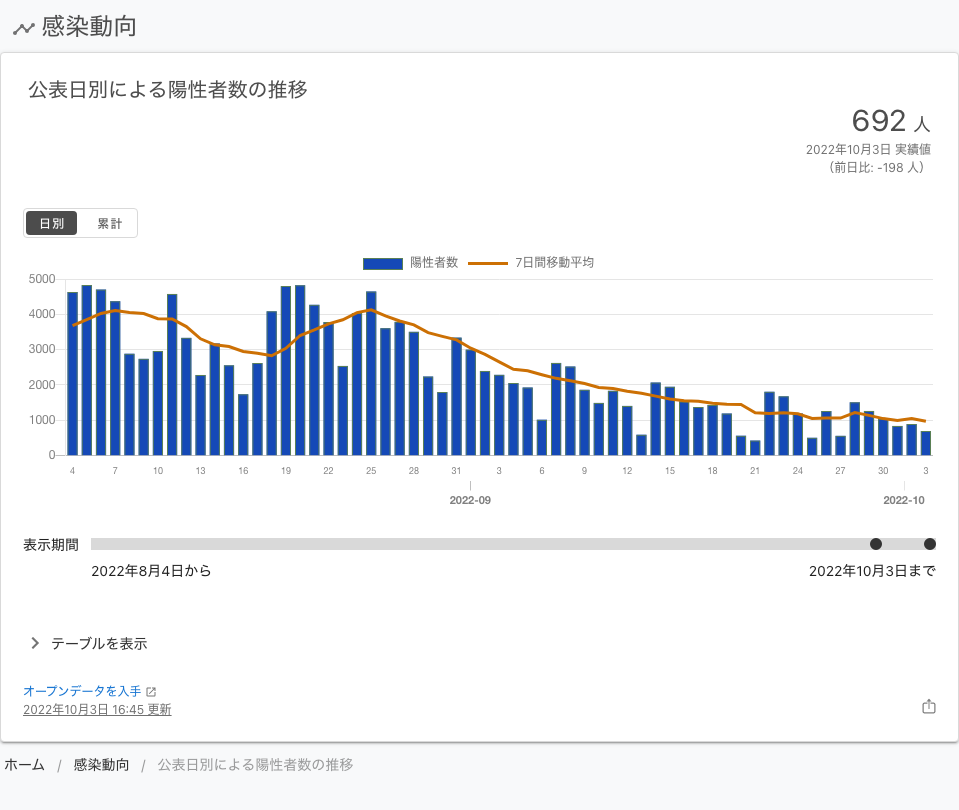 感染動向
公表日別による陽性者数の推移
692 人
2022年10月3日 実績値
（前日比: -198 人）
日別 累計
陽性者数 7日間移動平均
5000
4000
3000
2000
1000
0
4 7 10 13 16 19 22 25 28 31 3 6 9 12 15 18 21 24 27 30 3
2022-09 2022-10
表示期間
2022年8月4日から 2022年10月3日まで
テーブルを表示
オープンデータを入手
2022年10月3日 16:45 更新
ホーム / 感染動向 / 公表日別による陽性者数の推移